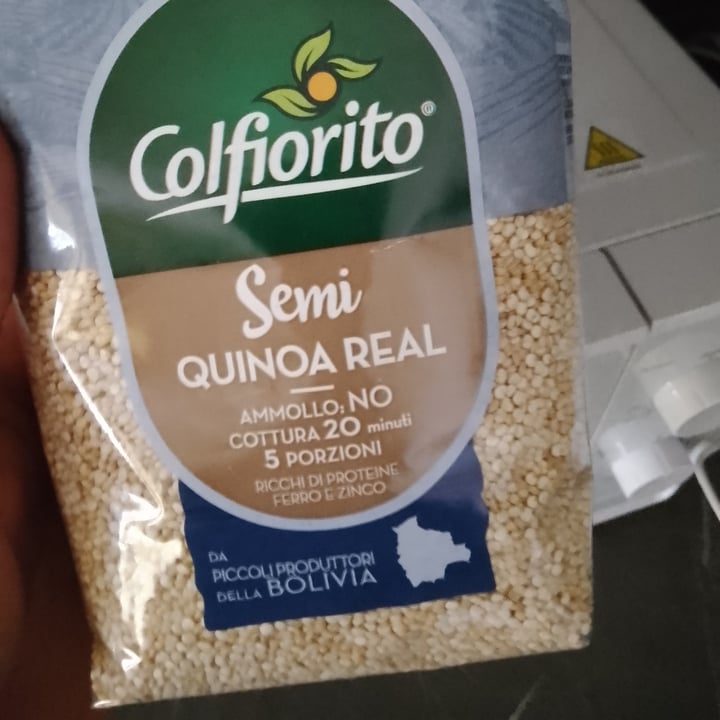 Colfiorito®
Semi
QUINOA REAL
AMMOLLO: NO
COTTURA 20 minuti
5 PORZIONI
RICCHI DI PROTEINE
FERRO E ZINCO
DA
PICCOLI PRODUTTORI
DELLA BOLIVIA